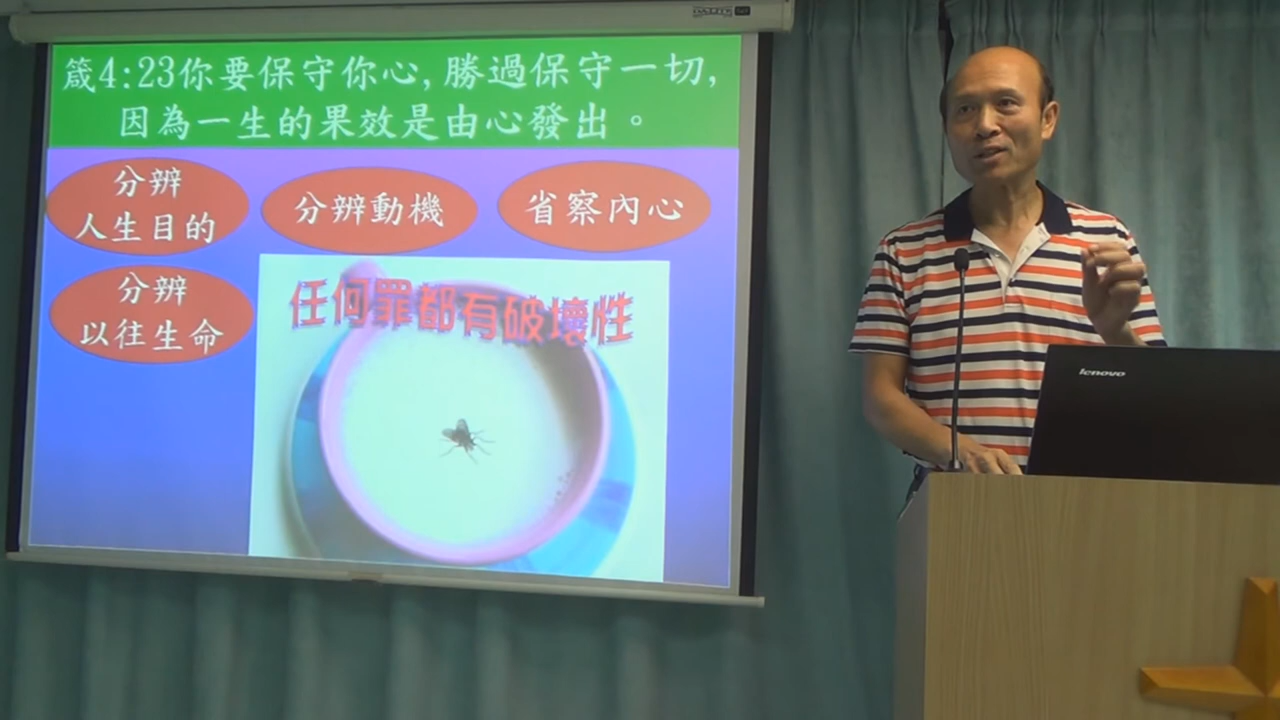 箴4:23你要保守你心,勝過保守一切,
因為一生的果效是由心發出。
分辨
人生目的
分辨動機
省察內心
分辨
以往生命
任何罪都有破壞性
lenovo